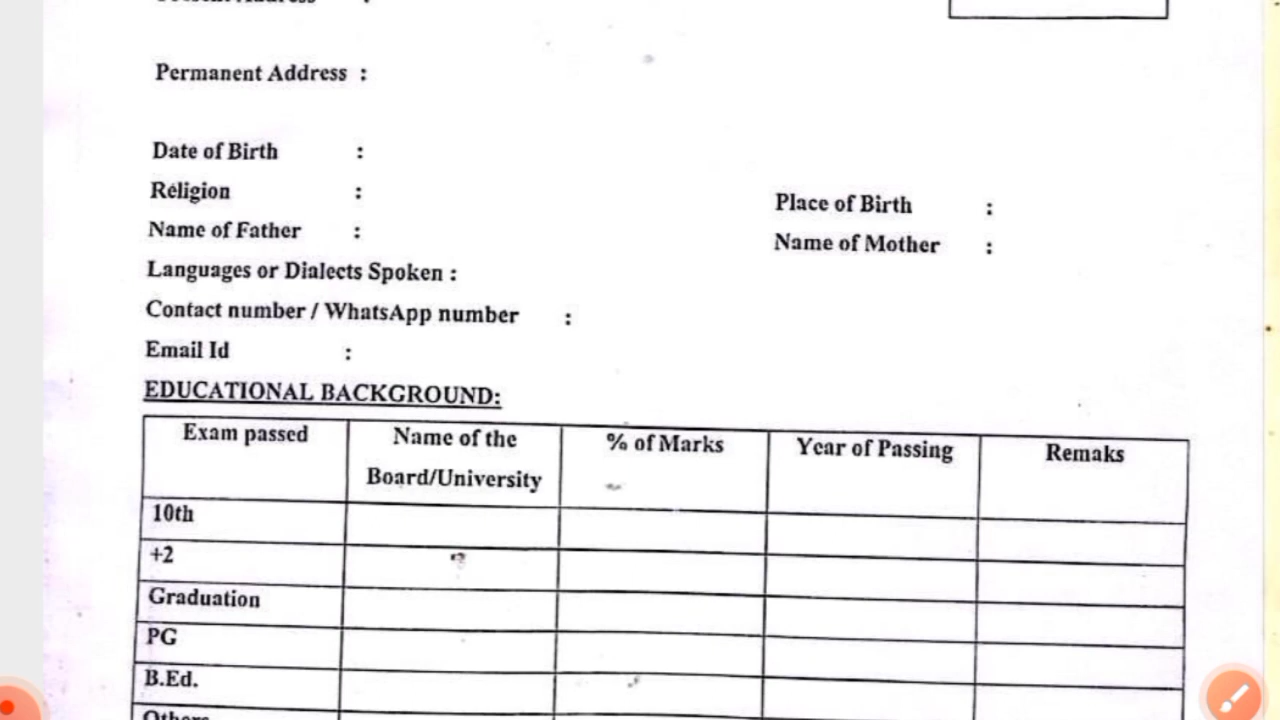 Permanent Address :
Date of Birth :
Religion :
Place of Birth :
Name of Father :
Name of Mother :
Languages or Dialects Spoken :
Contact number / WhatsApp number :
Email Id :
EDUCATIONAL BACKGROUND:
Exam passed Name of the Board/University % of Marks Year of Passing Remaks
10th
+2
Graduation
PG
B.Ed.